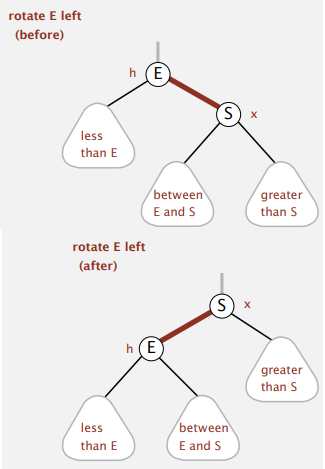 rotate E left
(before)
h E
S x
less
than E
between
E and S
greater
than S
rotate E left
(after)
S x
h E
greater
than S
less
than E
between
E and S